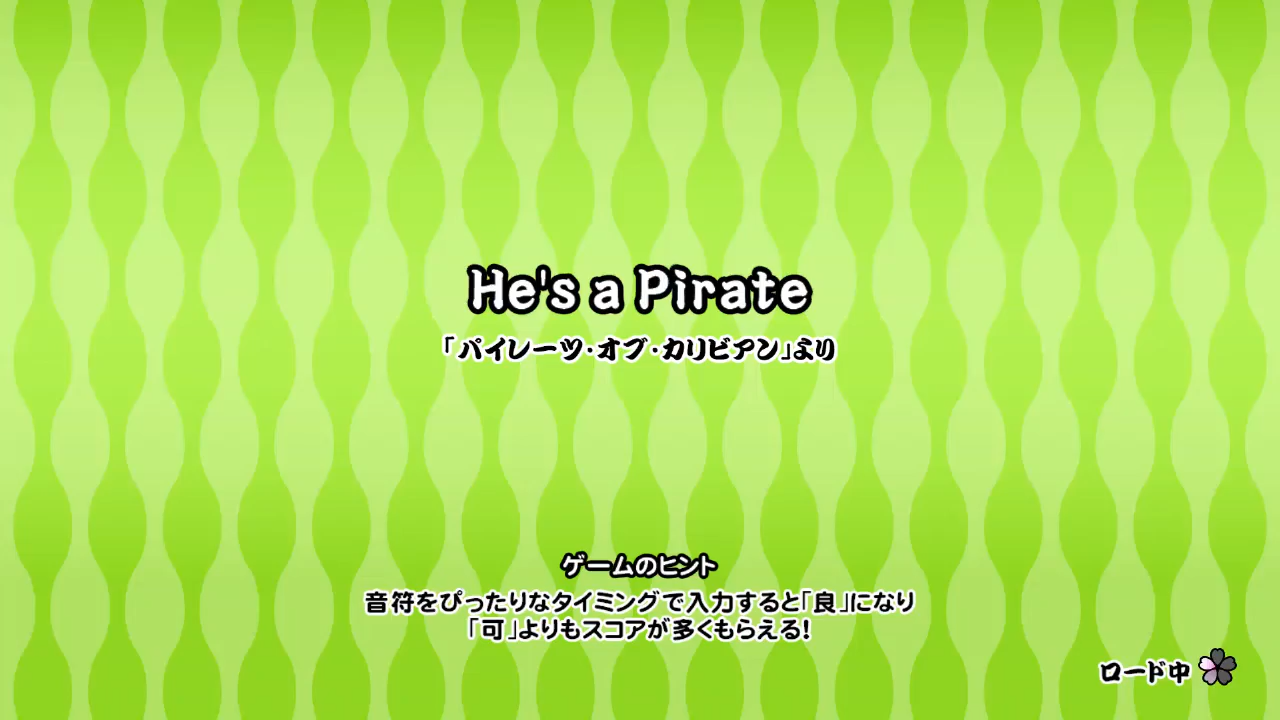 He's a Pirate
「パイレーツ・オブ・カリビアン」より
ゲームのヒント
音符をぴったりなタイミングで入力すると「良」になり
「可」よりもスコアが多くもらえる!
ロード中